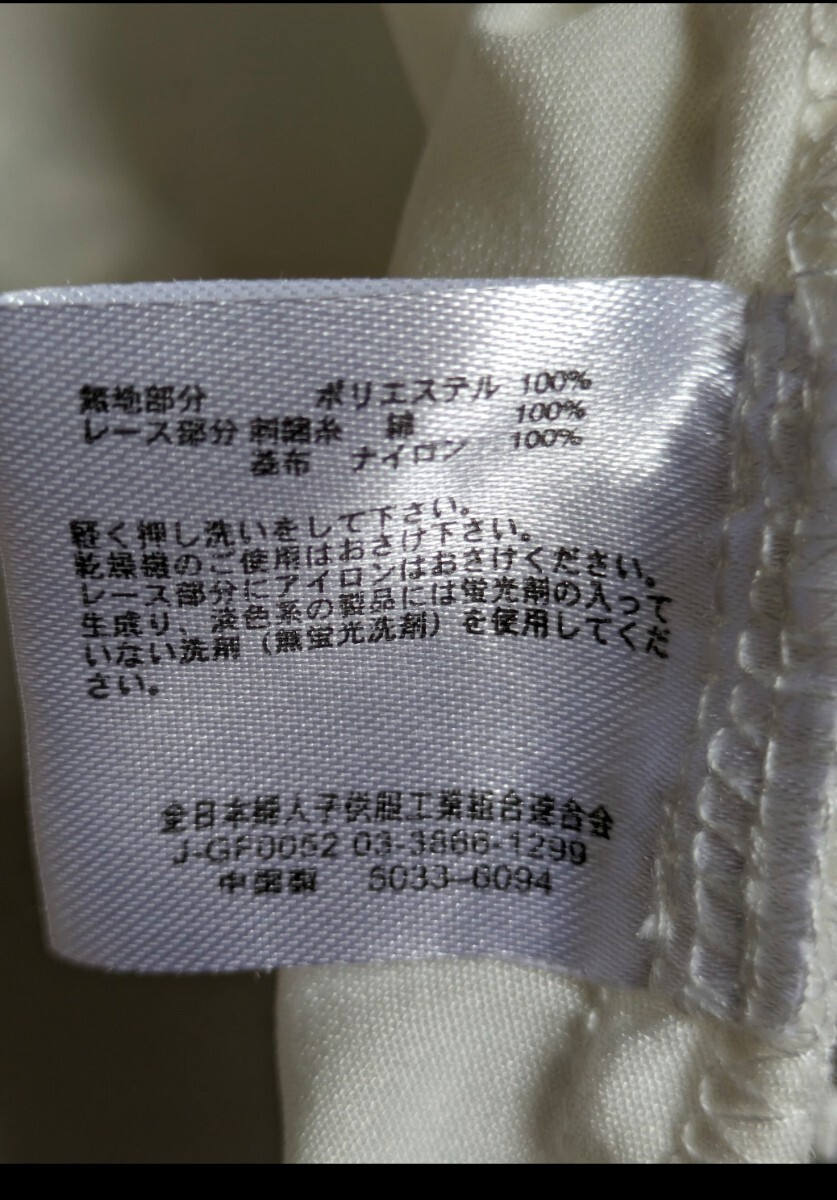 無地部分 ポリエステル 100%
レース部分 刺繍糸 綿 100%
基布 ナイロン 100%
軽く押し洗いをして下さい。
乾燥機のご使用はおさけ下さい。
レース部分にアイロンはおさけください。
生成り、淡色系の製品には蛍光剤の入って
いない洗剤（無蛍光洗剤）を使用してくだ
さい。
全日本婦人子供服工業組合連合会
J-GF0052 03-3866-1299
中国製 5033-6094